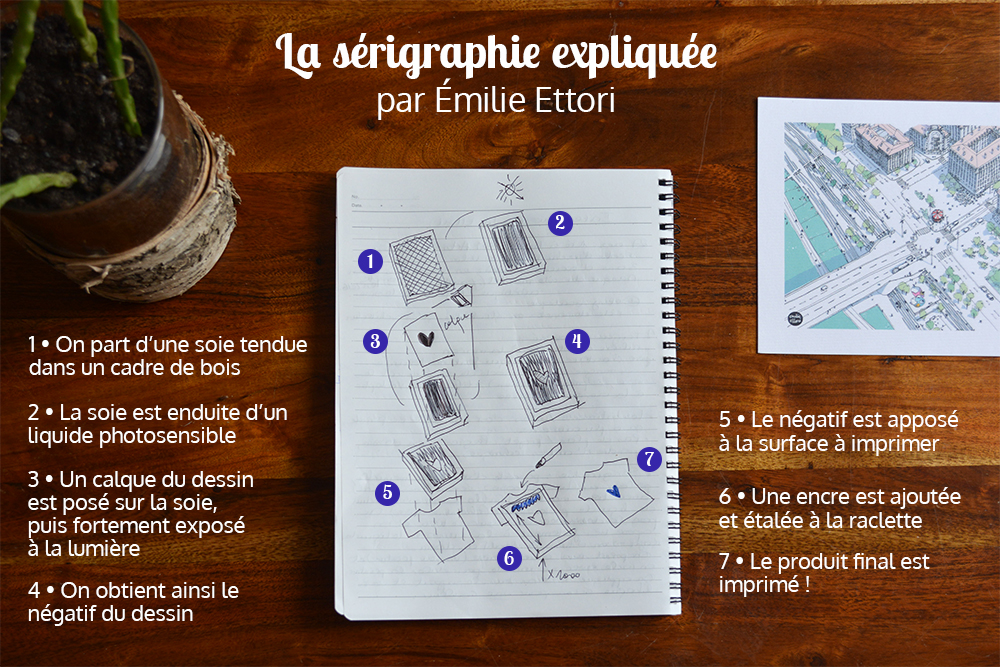 La sérigraphie expliquée
par Émilie Ettori
1 • On part d'une soie tendue
dans un cadre de bois
2 • La soie est enduite d'un
liquide photosensible
3 • Un calque du dessin
est posé sur la soie,
puis fortement exposé
à la lumière
4 • On obtient ainsi le
négatif du dessin
No.
Date
1
2
3
calque
4
5
6
7
x 1000
5 • Le négatif est apposé
à la surface à imprimer
6 • Une encre est ajoutée
et étalée à la raclette
7 • Le produit final est
imprimé !